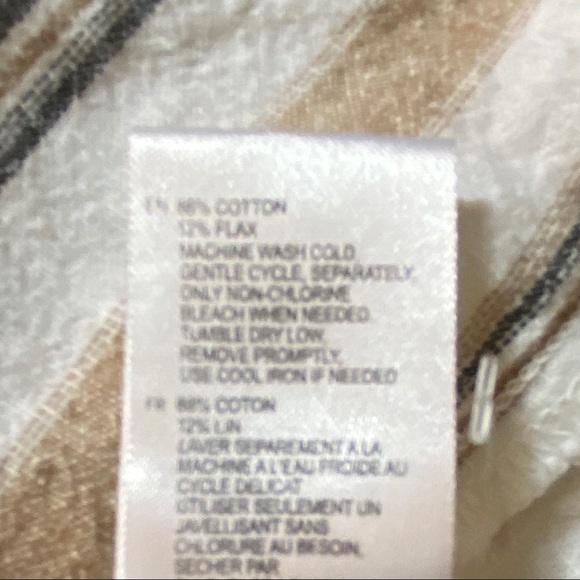 EN 88% COTTON
12% FLAX
MACHINE WASH COLD
GENTLE CYCLE, SEPARATELY.
ONLY NON-CHLORINE
BLEACH WHEN NEEDED.
TUMBLE DRY LOW.
REMOVE PROMPTLY.
USE COOL IRON IF NEEDED
FR 88% COTON
12% LIN
LAVER SEPAREMENT A LA
MACHINE A L'EAU FROIDE AU
CYCLE DELICAT
UTILISER SEULEMENT UN
JAVELLISANT SANS
CHLORURE AU BESOIN.
SECHER PAR